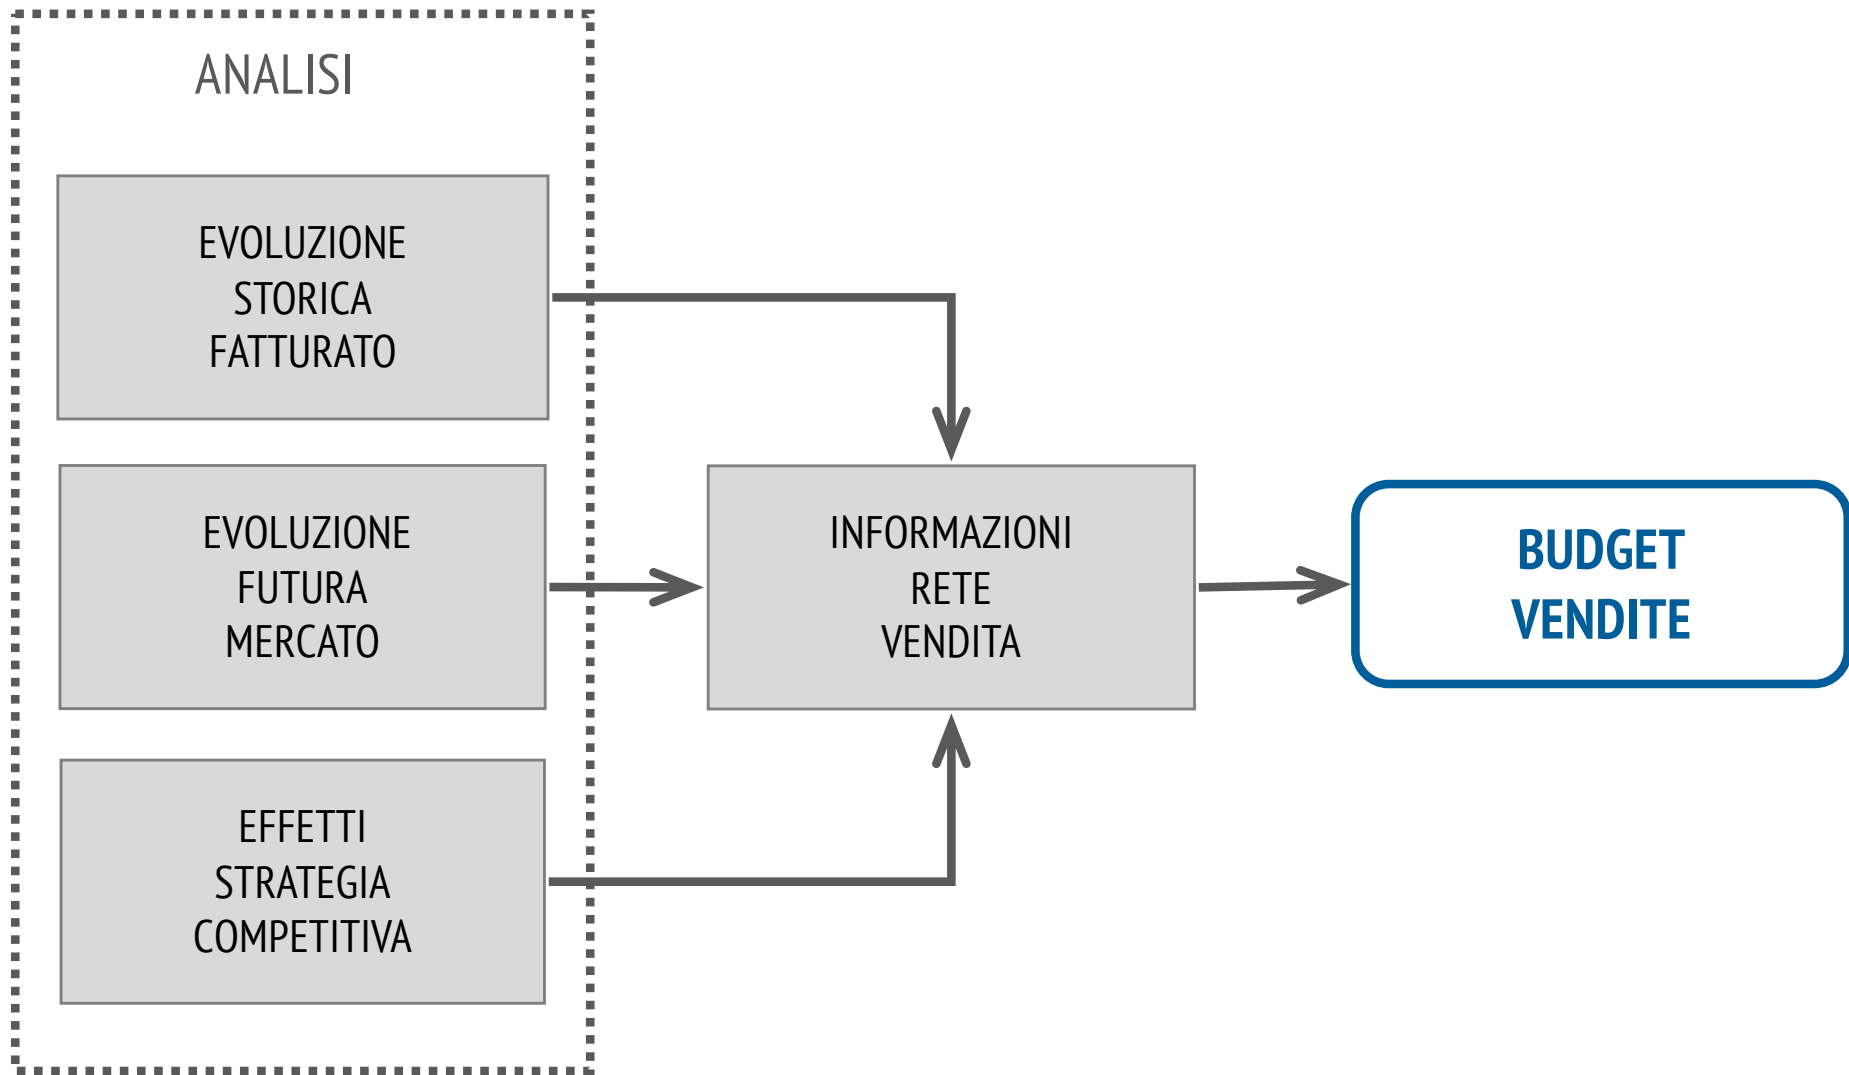 ANALISI
EVOLUZIONE
STORICA
FATTURATO
EVOLUZIONE
FUTURA
MERCATO
EFFETTI
STRATEGIA
COMPETITIVA
INFORMAZIONI
RETE
VENDITA
BUDGET
VENDITE